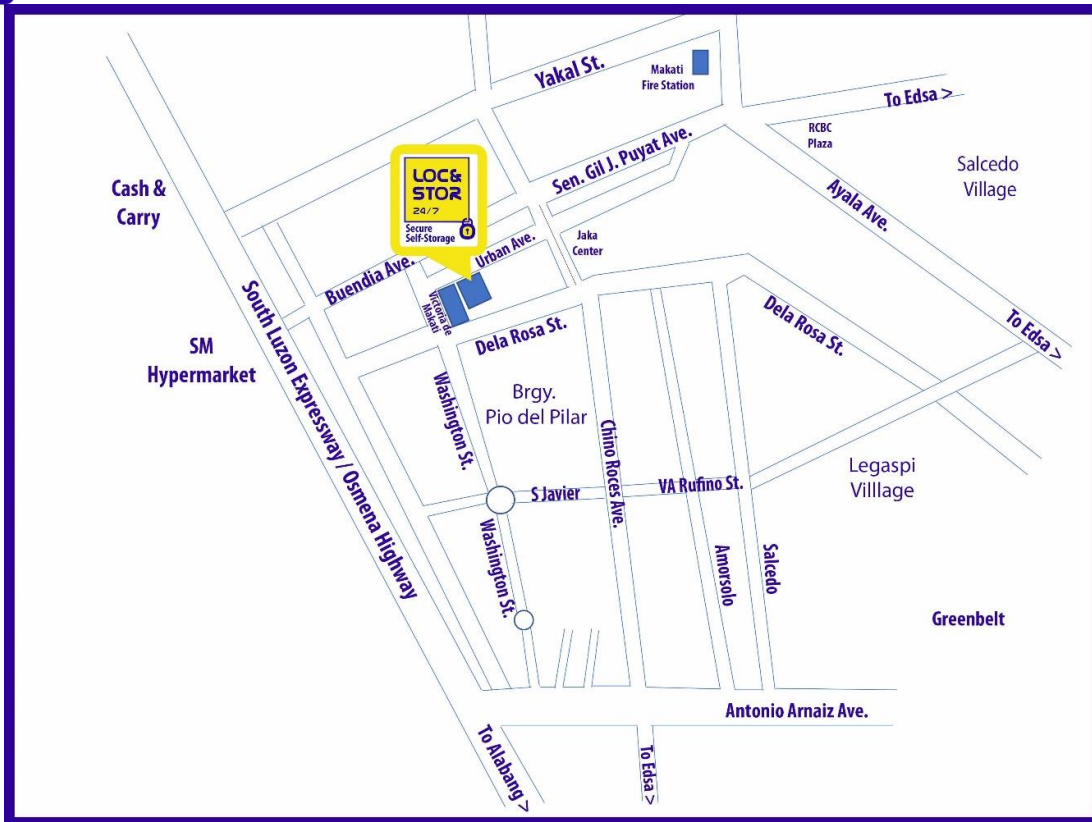 Yakal St.
Makati
Fire Station
To Edsa >
RCBC
Plaza
Sen. Gil J. Puyat Ave.
Salcedo
Village
Cash &
Carry
LOC&
STOR
24/7
Secure
Self-Storage
Ayala Ave.
Jaka
Center
Urban Ave.
Buendia Ave.
Victoria de
Makati
South Luzon Expressway / Osmena Highway
Dela Rosa St.
Dela Rosa St.
To Edsa >
SM
Hypermarket
Brgy.
Pio del Pilar
Washington St.
Chino Roces Ave.
Legaspi
Villlage
S Javier
VA Rufino St.
Washington St.
Amorsolo
Salcedo
Greenbelt
Antonio Arnaiz Ave.
To Alabang >
To Edsa >